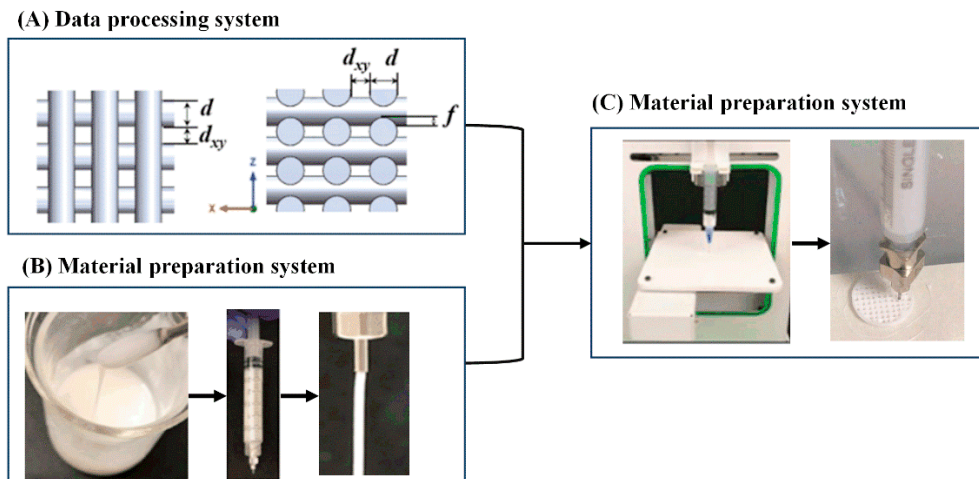 (A) Data processing system
d
dxy
z
x
dxy d
f
(B) Material preparation system
(C) Material preparation system
SINGLE